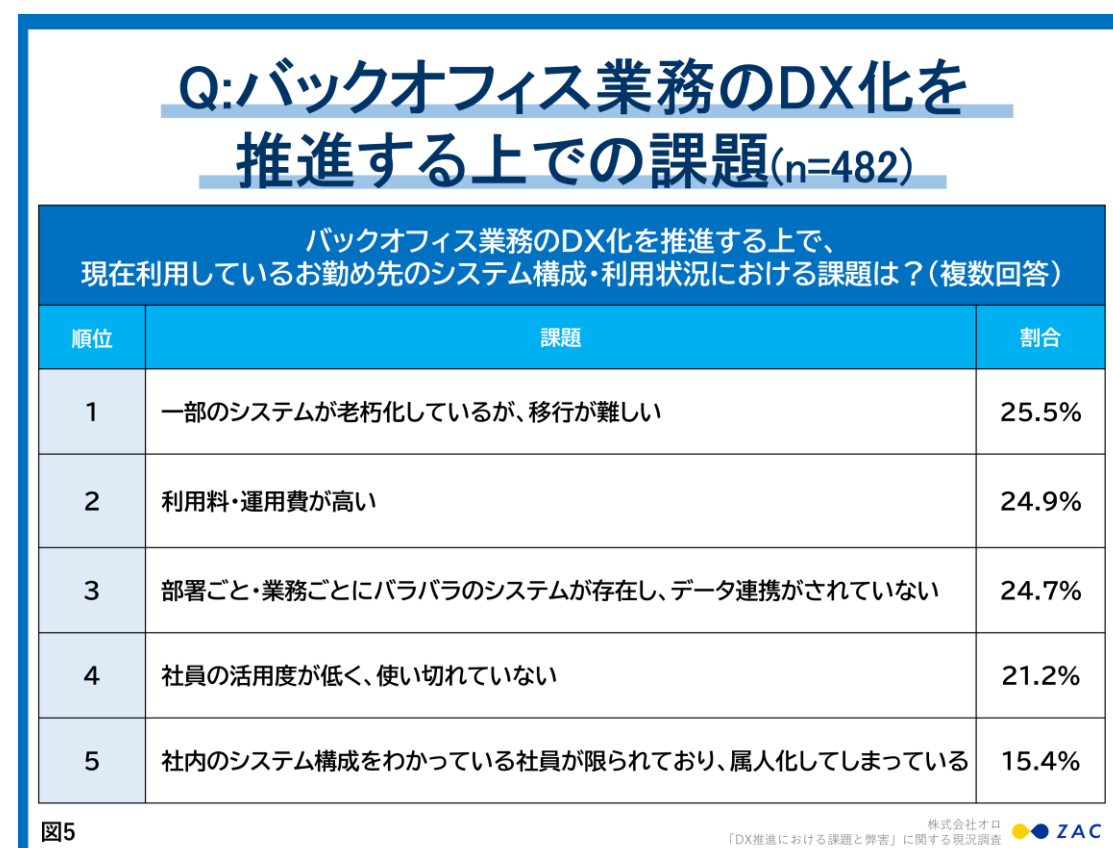 Q:バックオフィス業務のDX化を
推進する上での課題(n=482)
バックオフィス業務のDX化を推進する上で、
現在利用しているお勤め先のシステム構成・利用状況における課題は？(複数回答)
順位 課題 割合
1 一部のシステムが老朽化しているが、移行が難しい 25.5%
2 利用料・運用費が高い 24.9%
3 部署ごと・業務ごとにバラバラのシステムが存在し、データ連携がされていない 24.7%
4 社員の活用度が低く、使い切れていない 21.2%
5 社内のシステム構成をわかっている社員が限られており、属人化してしまっている 15.4%
図5
株式会社オロ
「DX推進における課題と弊害」に関する現況調査
ZAC